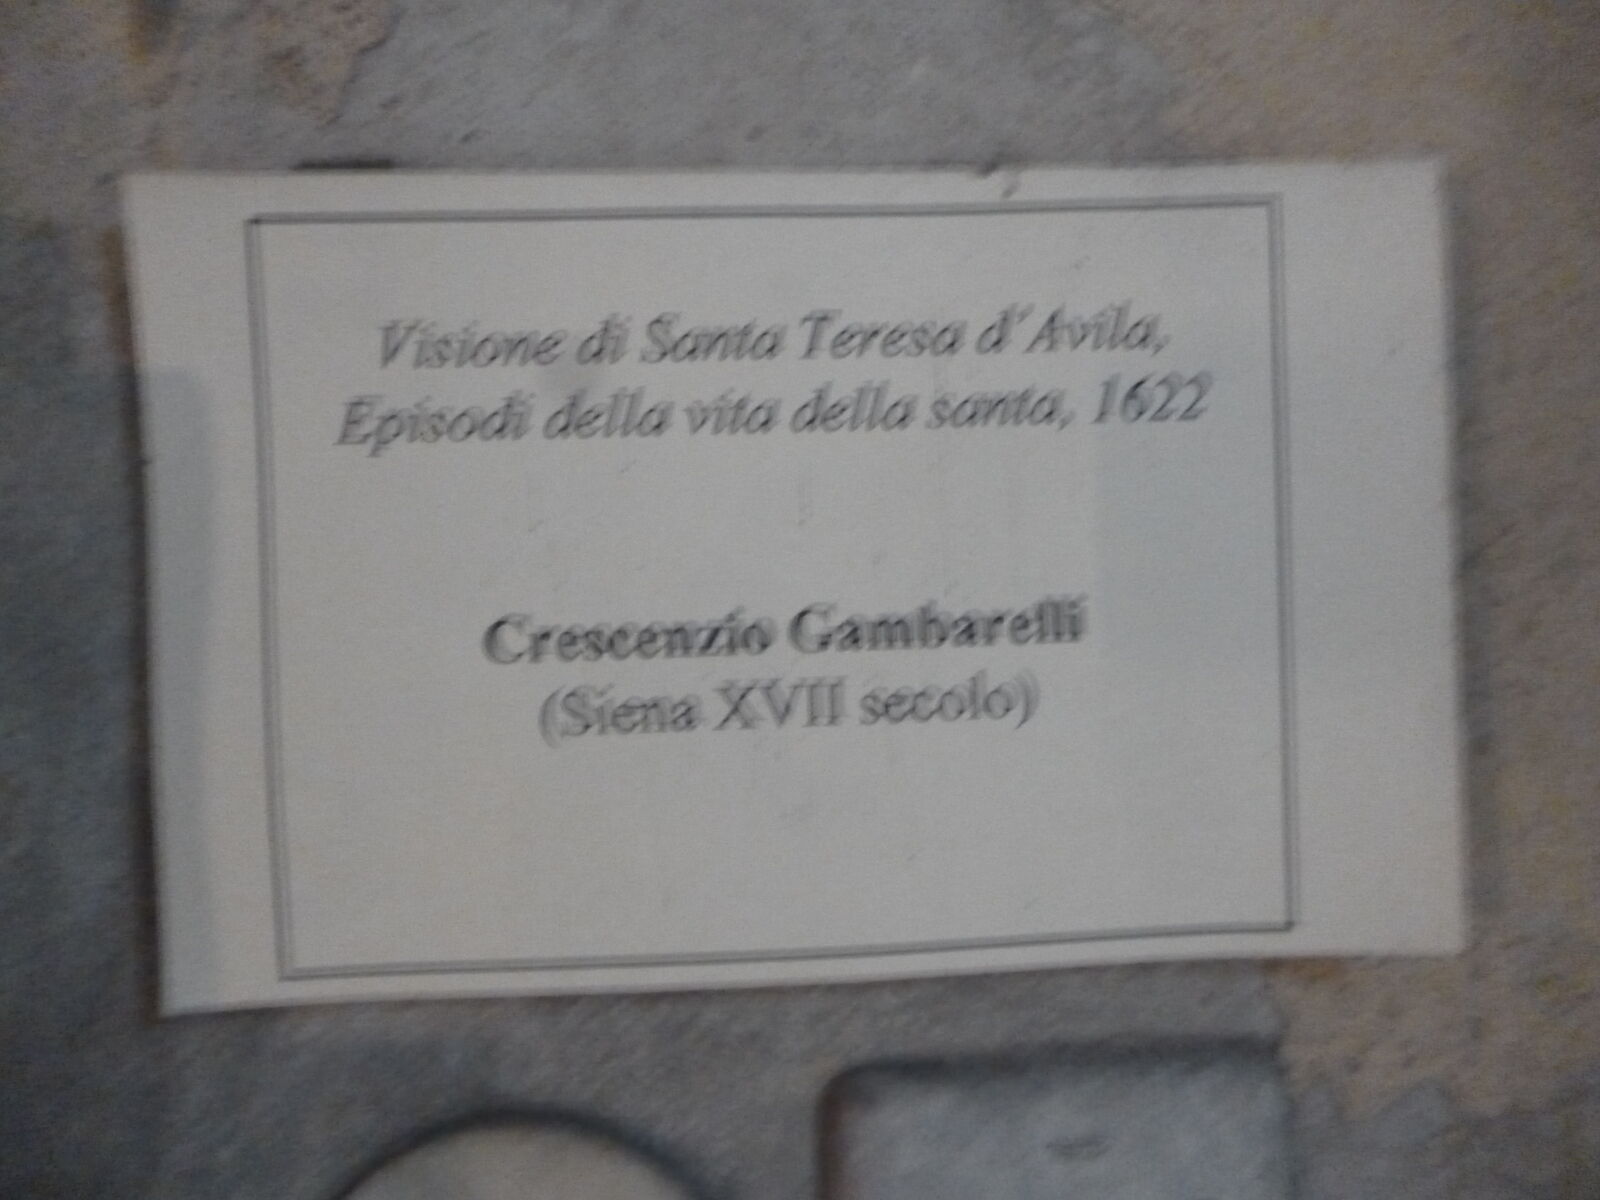 Visione di Santa Teresa d'Avila,
Episodi della vita della santa, 1622
Crescenzio Gambarelli
(Siena XVII secolo)